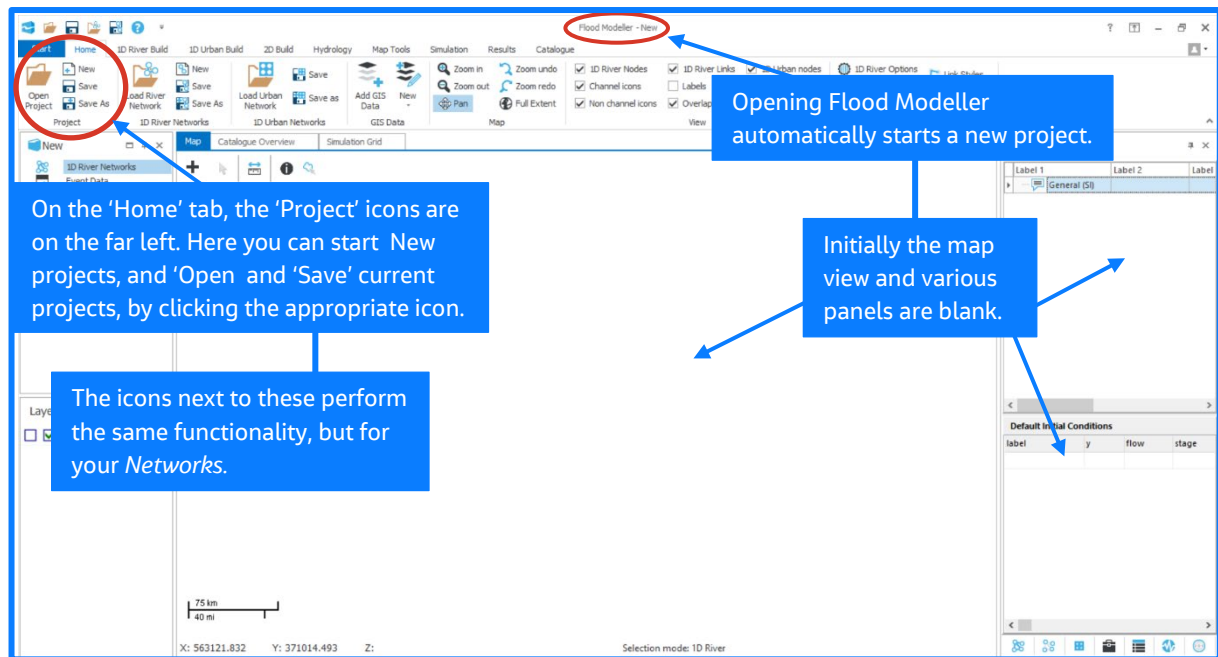 Flood Modeller - New
?
Start Home 1D River Build 1D Urban Build 2D Build Hydrology Map Tools Simulation Results Catalogue
Open Project
New
Save
Save As
Project
Load River Network
New
Save
Save As
1D River Networks
Load Urban Network
Save
Save as
1D Urban Networks
Add GIS Data
New
GIS Data
Zoom in
Zoom out
Pan
Zoom undo
Zoom redo
Full Extent
Map
1D River Nodes
Channel icons
Non channel icons
1D River Links
Labels
Overlap
1D Urban nodes
1D River Options
Link Styles
View
Opening Flood Modeller
automatically starts a new project.
New
Map Catalogue Overview Simulation Grid
1D River Networks
Event Data
Label 1 Label 2 Label
General (SI)
On the ‘Home’ tab, the ‘Project’ icons are
on the far left. Here you can start New
projects, and ‘Open and ‘Save’ current
projects, by clicking the appropriate icon.
Initially the map
view and various
panels are blank.
The icons next to these perform
the same functionality, but for
your Networks.
Default Initial Conditions
label y flow stage
75 km
40 mi
X: 563121.832 Y: 371014.493 Z: Selection mode: 1D River